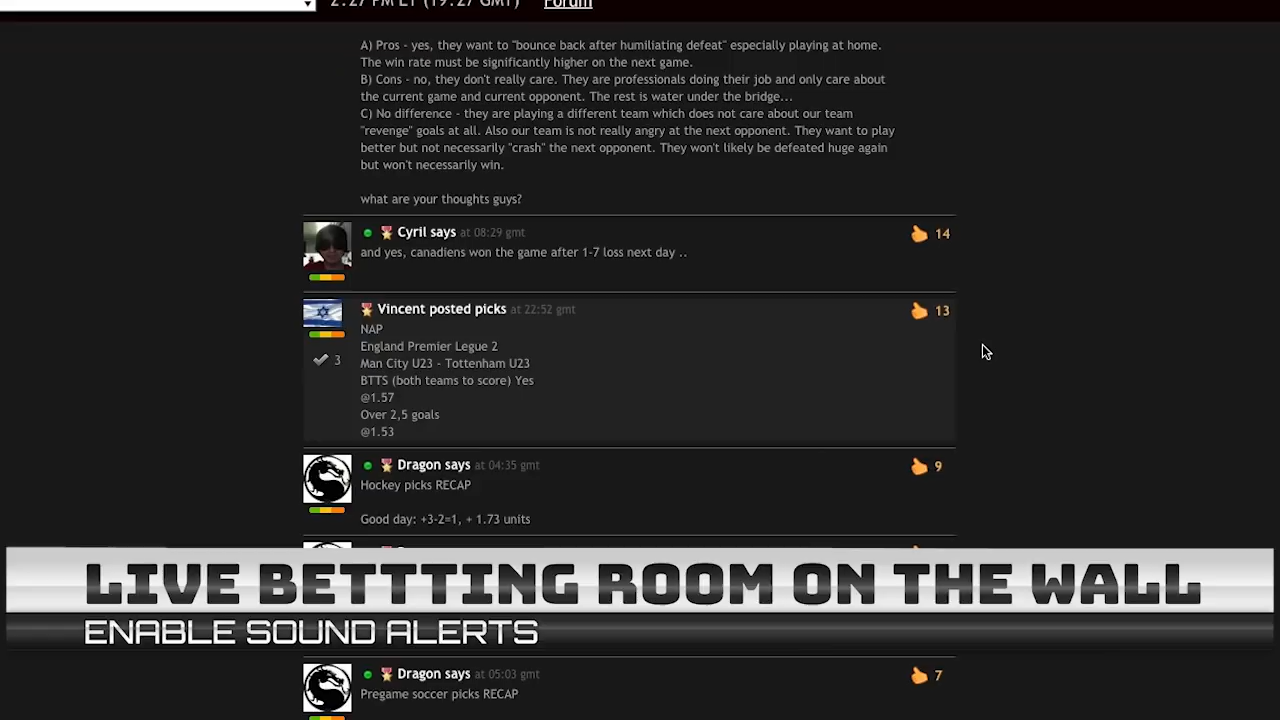 2:27 PM ET (19:27 GMT) Forum
A) Pros - yes, they want to "bounce back after humiliating defeat" especially playing at home.
The win rate must be significantly higher on the next game.
B) Cons - no, they don't really care. They are professionals doing their job and only care about
the current game and current opponent. The rest is water under the bridge...
C) No difference - they are playing a different team which does not care about our team
"revenge" goals at all. Also our team is not really angry at the next opponent. They want to play
better but not necessarily "crash" the next opponent. They won't likely be defeated huge again
but won't necessarily win.
what are your thoughts guys?
Cyril says at 08:29 gmt 14
and yes, canadiens won the game after 1-7 loss next day ..
Vincent posted picks at 22:52 gmt 13
NAP
England Premier Legue 2
3 Man City U23 - Tottenham U23
BTTS (both teams to score) Yes
@1.57
Over 2,5 goals
@1.53
Dragon says at 04:35 gmt 9
Hockey picks RECAP
Good day: +3-2=1, + 1.73 units
LIVE BETTTING ROOM ON THE WALL
ENABLE SOUND ALERTS
Dragon says at 05:03 gmt 7
Pregame soccer picks RECAP